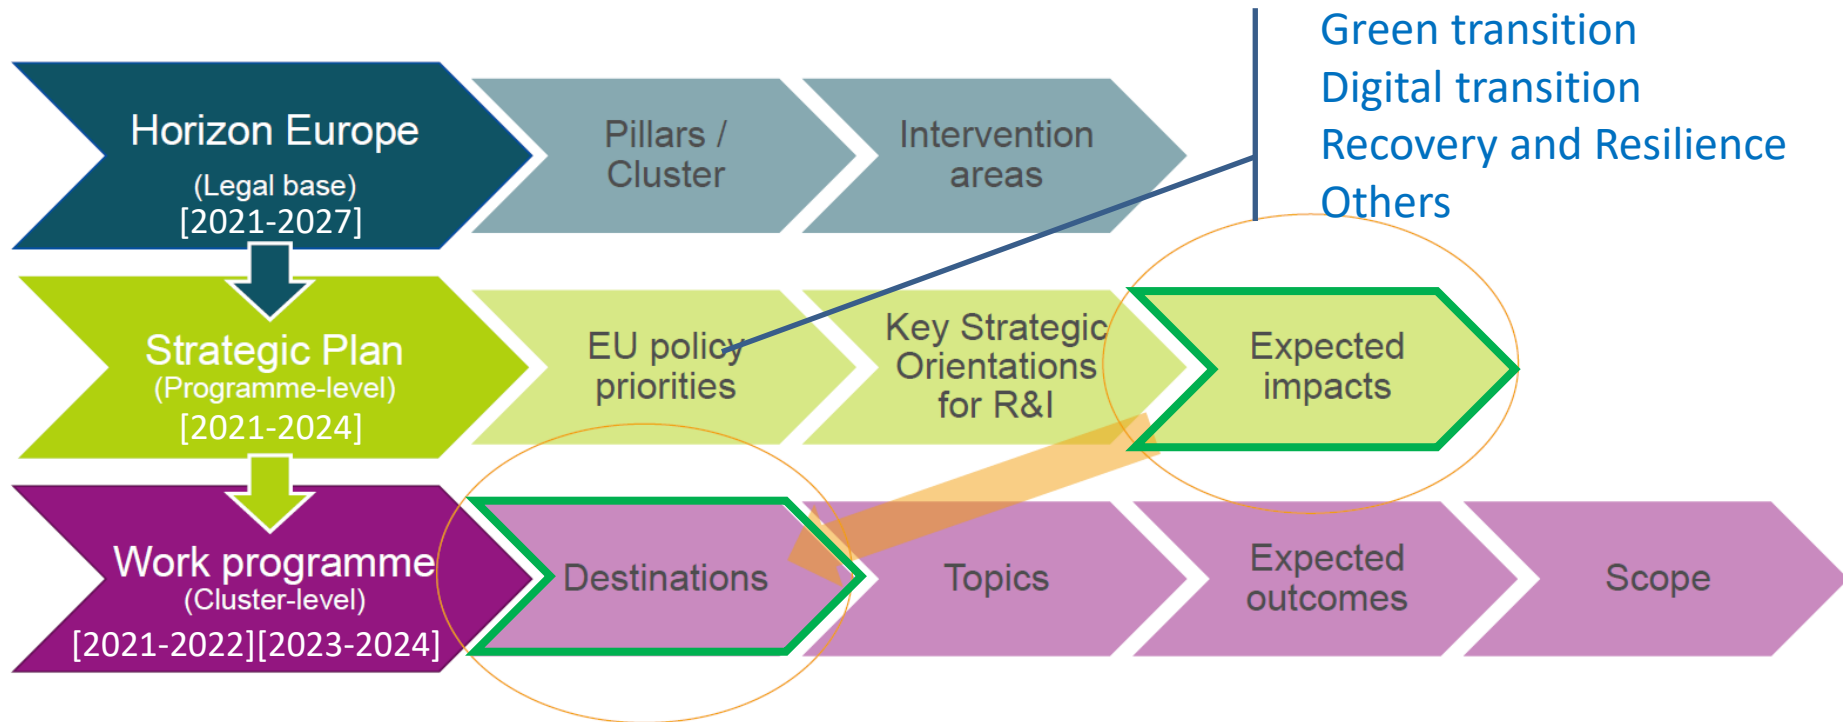 Green transition
Digital transition
Recovery and Resilience
Others
Horizon Europe
(Legal base)
[2021-2027]
Pillars /
Cluster
Intervention
areas
Strategic Plan
(Programme-level)
[2021-2024]
EU policy
priorities
Key Strategic
Orientations
for R&I
Expected
impacts
Work programme
(Cluster-level)
[2021-2022][2023-2024]
Destinations
Topics
Expected
outcomes
Scope